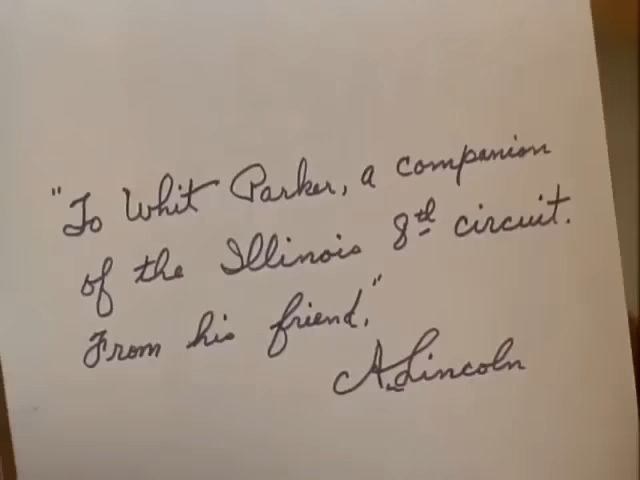 "To Whit Parker, a companion
of the Illinois 8th circuit.
From his friend,"
A. Lincoln